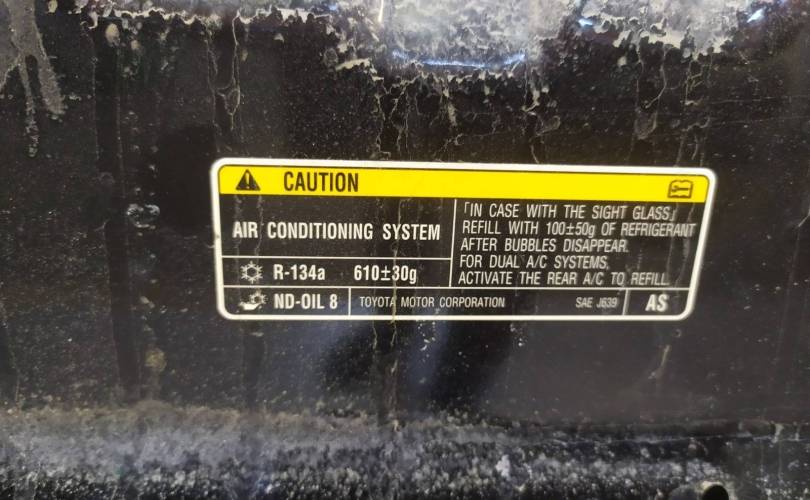 CAUTION
AIR CONDITIONING SYSTEM
R-134a 610±30g
ND-OIL 8
「IN CASE WITH THE SIGHT GLASS」
REFILL WITH 100±50g OF REFRIGERANT
AFTER BUBBLES DISAPPEAR.
FOR DUAL A/C SYSTEMS,
ACTIVATE THE REAR A/C TO REFILL.
TOYOTA MOTOR CORPORATION SAE J639 AS